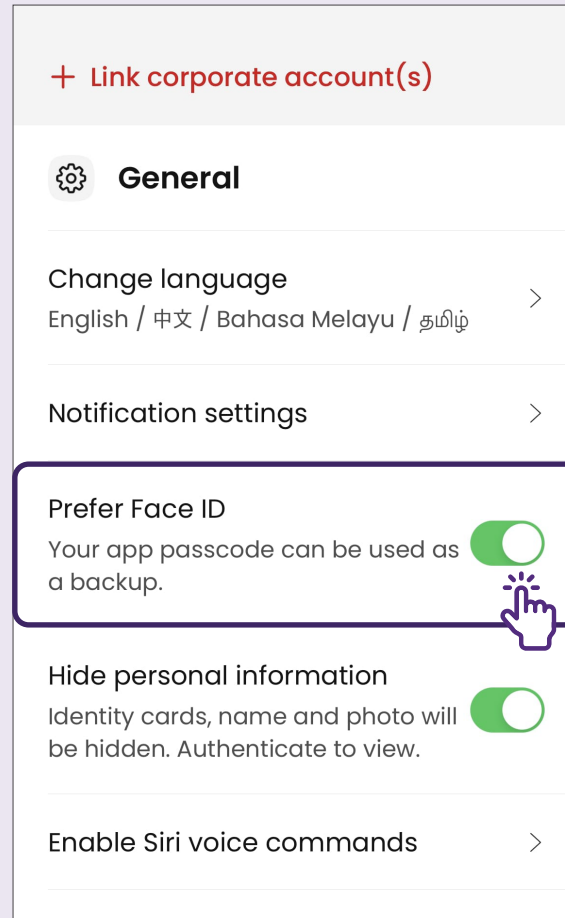 + Link corporate account(s)
General
Change language
English / 中文 / Bahasa Melayu / தமிழ்
Notification settings
Prefer Face ID
Your app passcode can be used as
a backup.
Hide personal information
Identity cards, name and photo will
be hidden. Authenticate to view.
Enable Siri voice commands